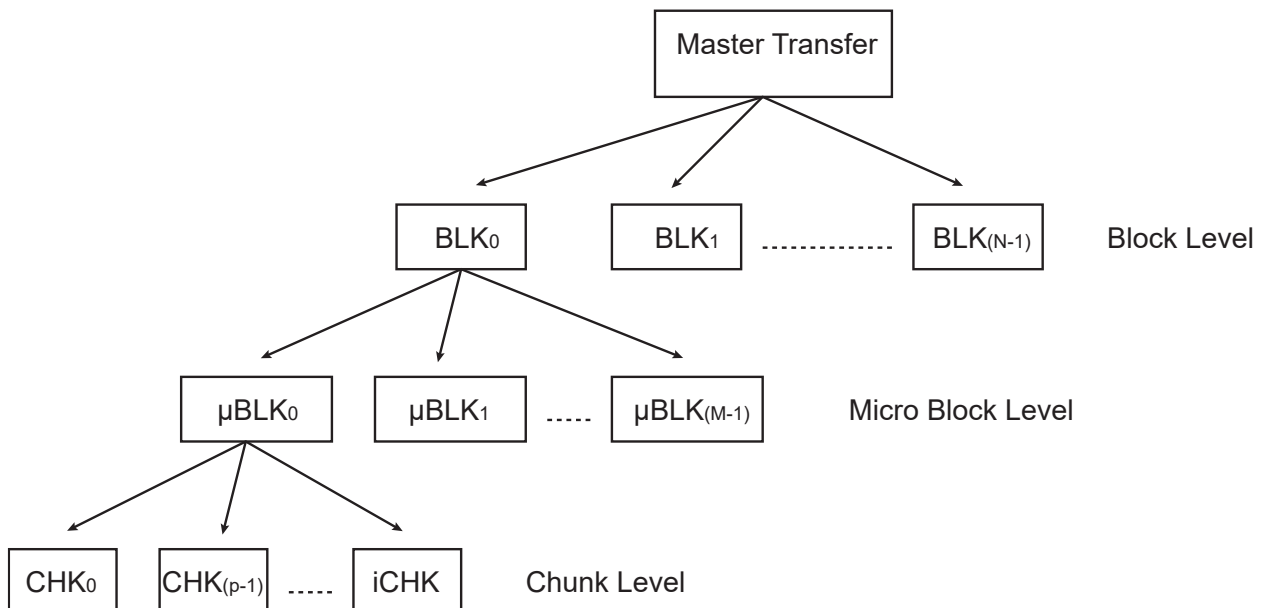 Master Transfer
BLK0 BLK1 BLK(N-1) Block Level
µBLK0 µBLK1 µBLK(M-1) Micro Block Level
CHK0 CHK(p-1) iCHK Chunk Level